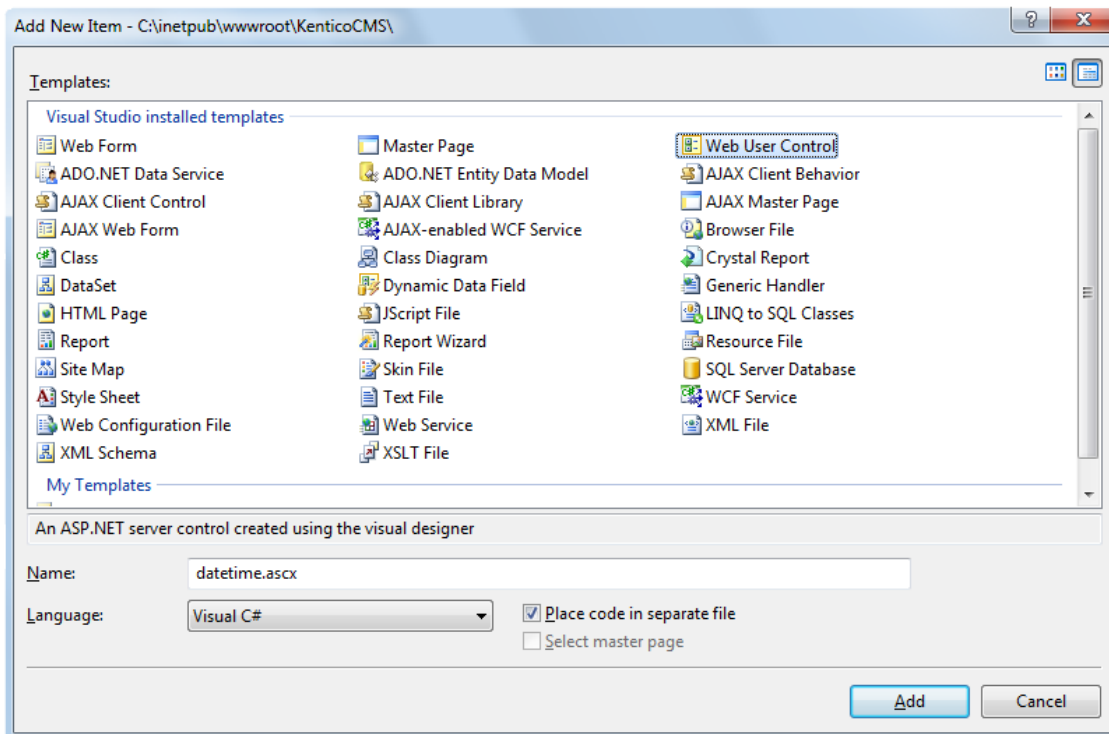 Add New Item - C:\inetpub\wwwroot\KenticoCMS\
Templates:
Visual Studio installed templates
Web Form Master Page Web User Control
ADO.NET Data Service ADO.NET Entity Data Model AJAX Client Behavior
AJAX Client Control AJAX Client Library AJAX Master Page
AJAX Web Form AJAX-enabled WCF Service Browser File
Class Class Diagram Crystal Report
DataSet Dynamic Data Field Generic Handler
HTML Page JScript File LINQ to SQL Classes
Report Report Wizard Resource File
Site Map Skin File SQL Server Database
Style Sheet Text File WCF Service
Web Configuration File Web Service XML File
XML Schema XSLT File
My Templates
An ASP.NET server control created using the visual designer
Name: datetime.ascx
Language: Visual C# Place code in separate file
Select master page
Add Cancel